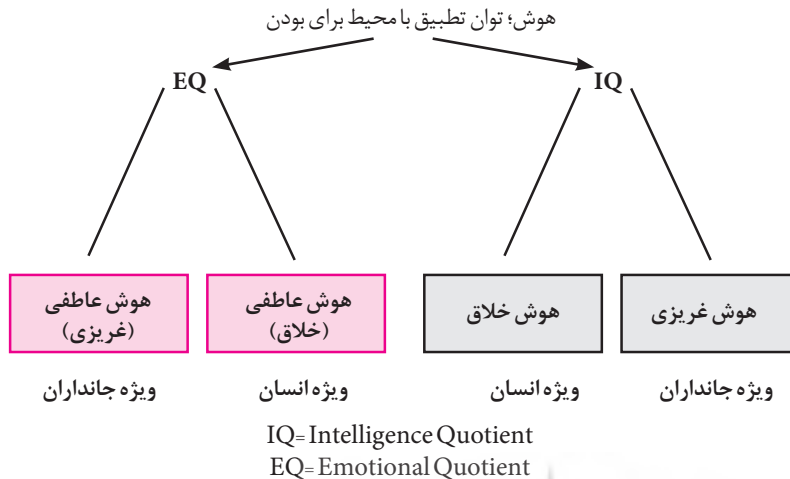 هوش؛ توان تطبیق با محیط برای بودن
IQ
EQ
هوش غریزی
هوش خلاق
هوش عاطفی
(خلاق)
هوش عاطفی
(غریزی)
ویژه جانداران
ویژه انسان
ویژه انسان
ویژه جانداران
IQ= Intelligence Quotient
EQ= Emotional Quotient